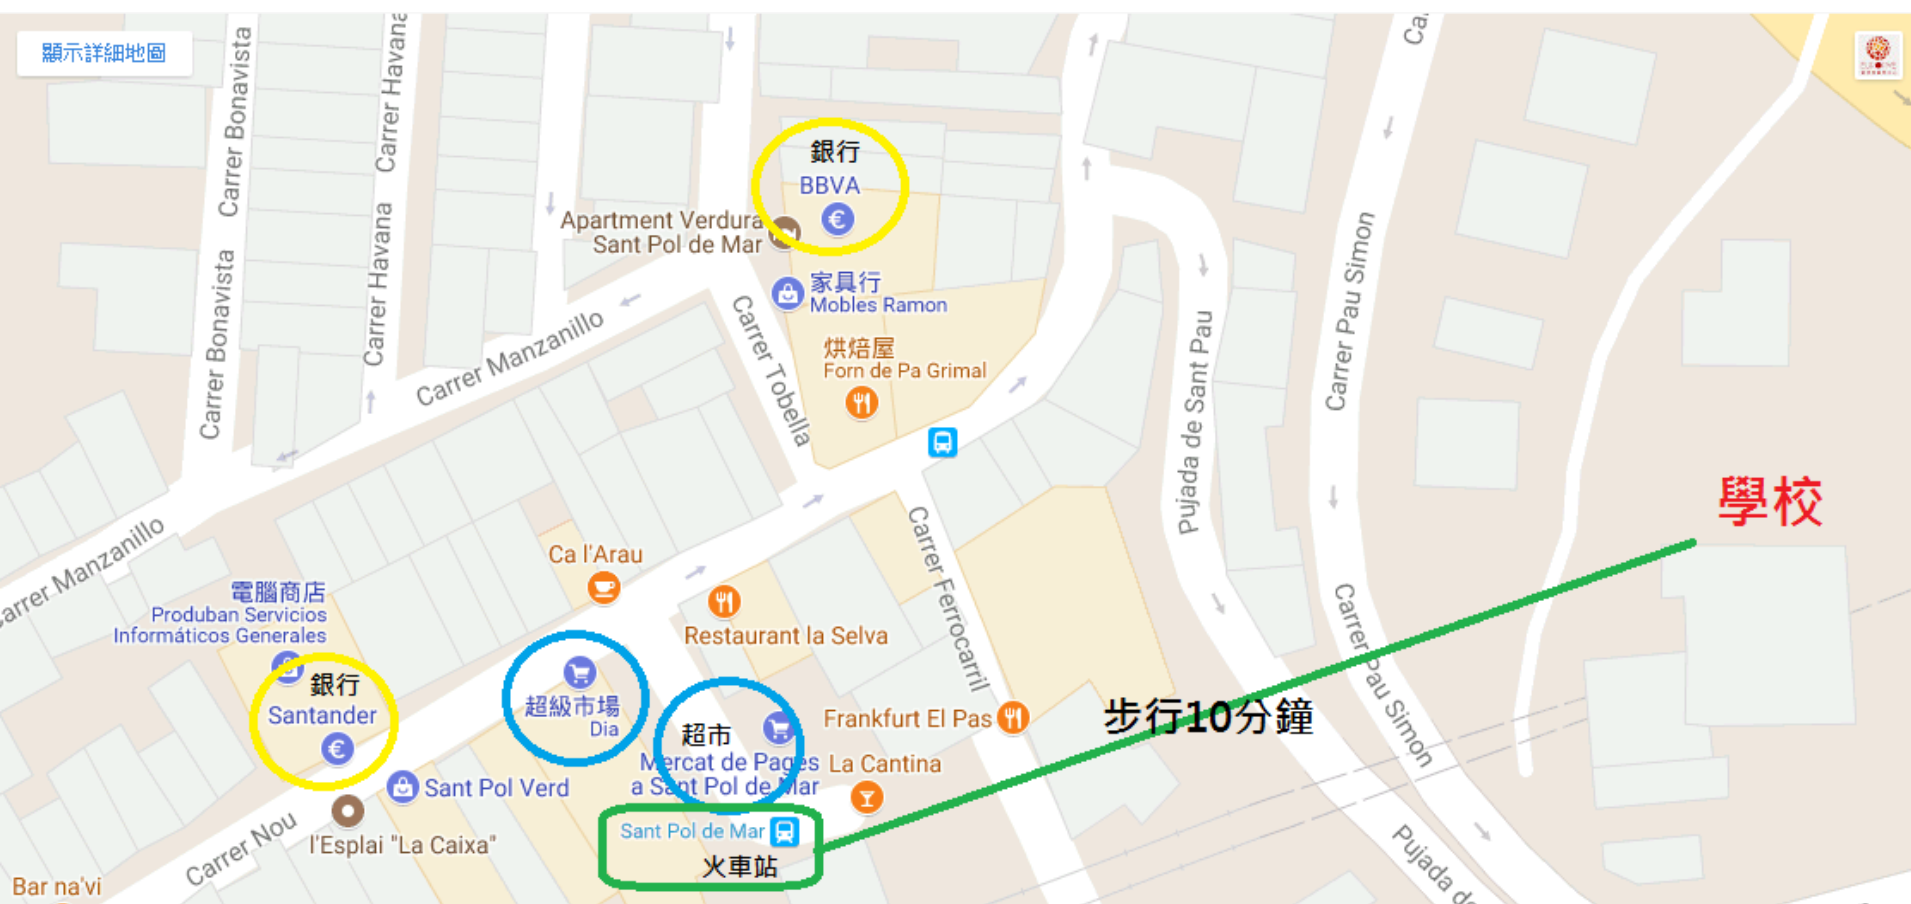 顯示詳細地圖
Carrer Bonavista
Carrer Havana
Carrer Bonavista
Carrer Havana
銀行
BBVA
€
Apartment Verdura
Sant Pol de Mar
家具行
Mobles Ramon
Carrer Manzanillo
Carrer Tobella
烘焙屋
Forn de Pa Grimal
Pujada de Sant Pau
Carrer Pau Simon
學校
Carrer Manzanillo
Ca l'Arau
Carrer Ferrocarril
電腦商店
Produban Servicios
Informáticos Generales
Restaurant la Selva
Carrer Pau Simon
銀行
Santander
€
超級市場
Dia
超市
Mercat de Pagès
a Sant Pol de Mar
Frankfurt El Pas
步行10分鐘
La Cantina
Sant Pol Verd
l'Esplai "La Caixa"
Carrer Nou
Sant Pol de Mar
火車站
Bar na'vi
Pujada de